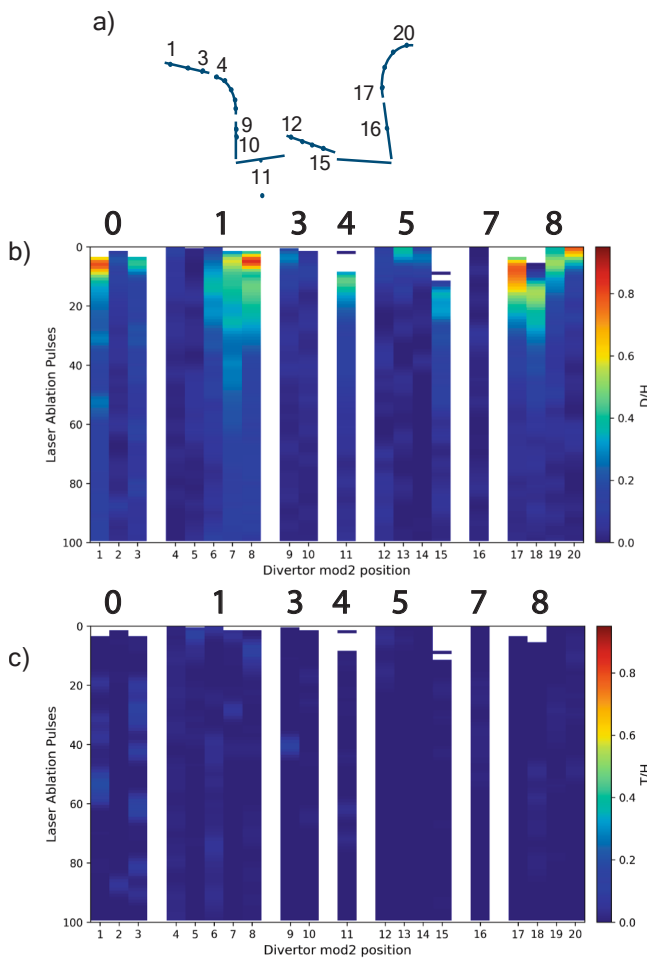 a)
1 3 4 20
17
9 12 16
10 15
11
0 1 3 4 5 7 8
b)
0
20
40
60
80
100
Laser Ablation Pulses
1 2 3 4 5 6 7 8 9 10 11 12 13 14 15 16 17 18 19 20
Divertor mod2 position
0.8
0.6
0.4
0.2
0.0
D/H
0 1 3 4 5 7 8
c)
0
20
40
60
80
100
Laser Ablation Pulses
1 2 3 4 5 6 7 8 9 10 11 12 13 14 15 16 17 18 19 20
Divertor mod2 position
0.8
0.6
0.4
0.2
0.0
T/H